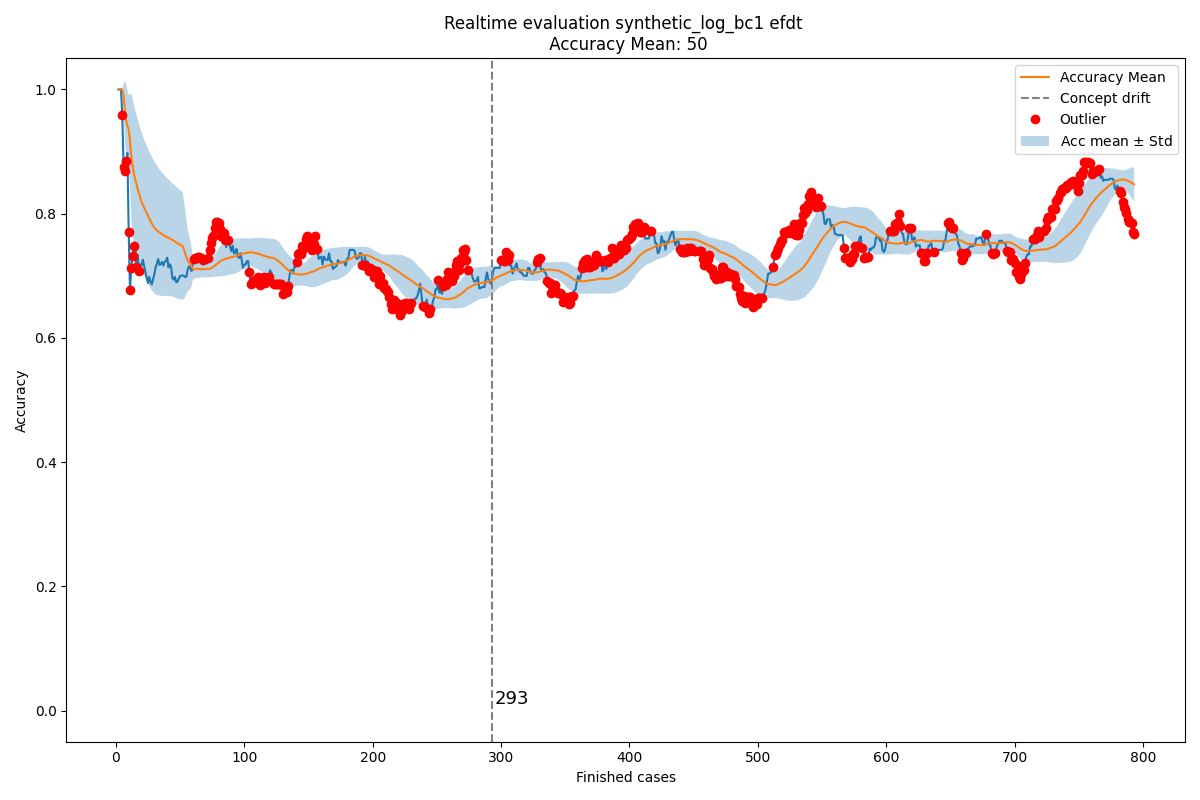 Realtime evaluation synthetic_log_bc1 efdt
Accuracy Mean: 50
Accuracy Mean
Concept drift
Outlier
Acc mean ± Std
1.0
0.8
0.6
0.4
0.2
0.0
Accuracy
293
0
100
200
300
400
500
600
700
800
Finished cases